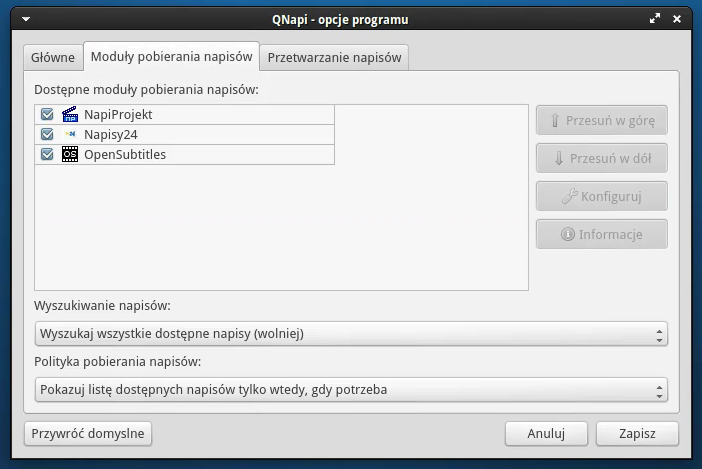 QNapi - opcje programu
Główne
Moduły pobierania napisów
Przetwarzanie napisów
Dostępne moduły pobierania napisów:
NapiProjekt
Napisy24
OpenSubtitles
Przesuń w górę
Przesuń w dół
Konfiguruj
Informacje
Wyszukiwanie napisów:
Wyszukaj wszystkie dostępne napisy (wolniej)
Polityka pobierania napisów:
Pokazuj listę dostępnych napisów tylko wtedy, gdy potrzeba
Przywróć domyslne
Anuluj
Zapisz